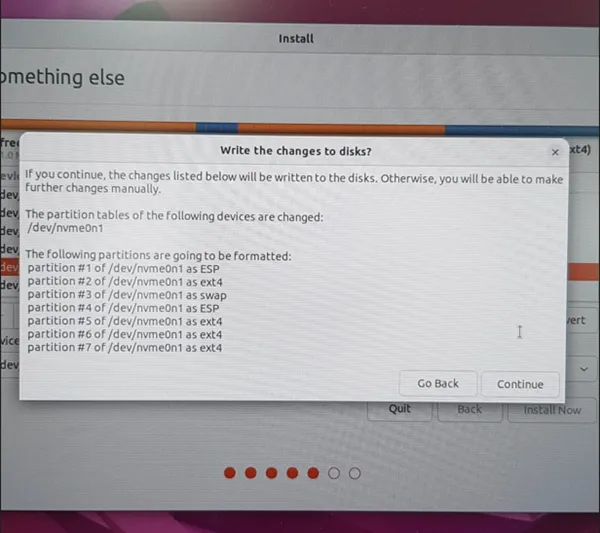 Install
omething else
Write the changes to disks?
xt4)
If you continue, the changes listed below will be written to the disks. Otherwise, you will be able to make
further changes manually.
The partition tables of the following devices are changed:
/dev/nvme0n1
The following partitions are going to be formatted:
partition #1 of /dev/nvme0n1 as ESP
partition #2 of /dev/nvme0n1 as ext4
partition #3 of /dev/nvme0n1 as swap
partition #4 of /dev/nvme0n1 as ESP
partition #5 of /dev/nvme0n1 as ext4
partition #6 of /dev/nvme0n1 as ext4
partition #7 of /dev/nvme0n1 as ext4
free
evi
dev
dev
dev
dev
dev
dev
vert
vice
dev
Go Back
Continue
Quit
Back
Install Now